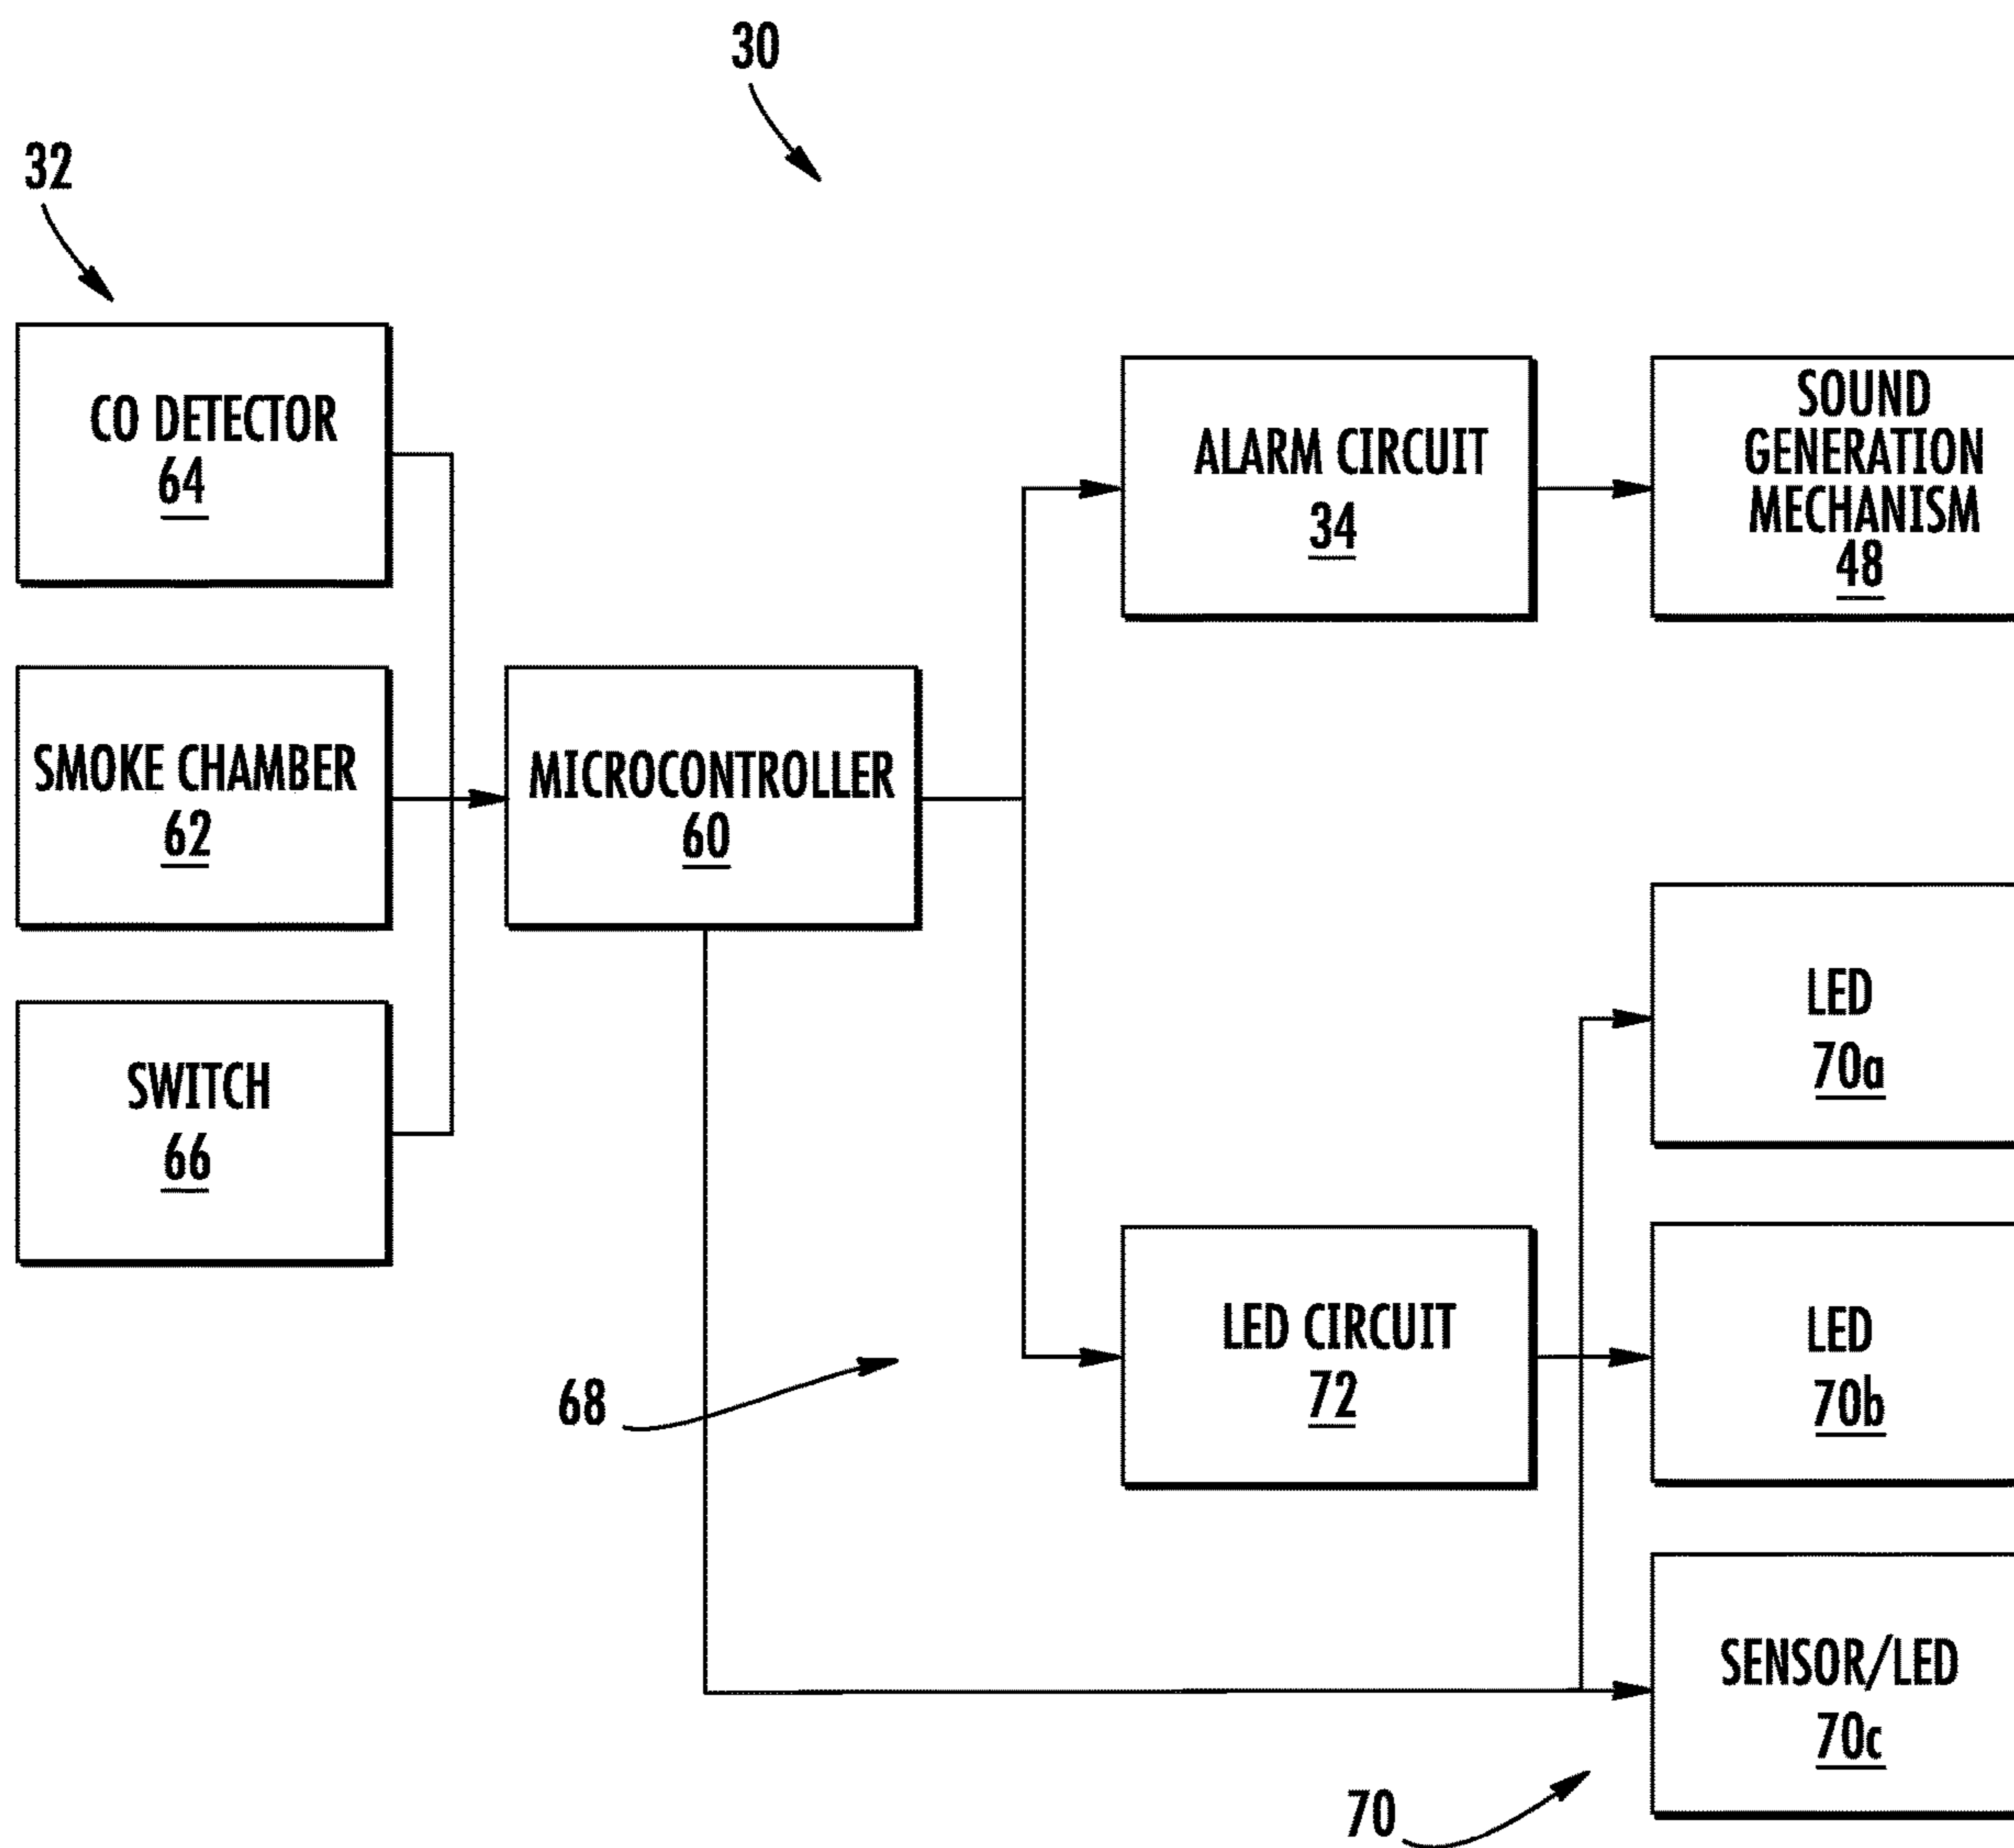 30
32
CO DETECTOR
64
SMOKE CHAMBER
62
SWITCH
66
MICROCONTROLLER
60
ALARM CIRCUIT
34
SOUND
GENERATION
MECHANISM
48
LED
70a
LED CIRCUIT
72
68
LED
70b
SENSOR/LED
70c
70